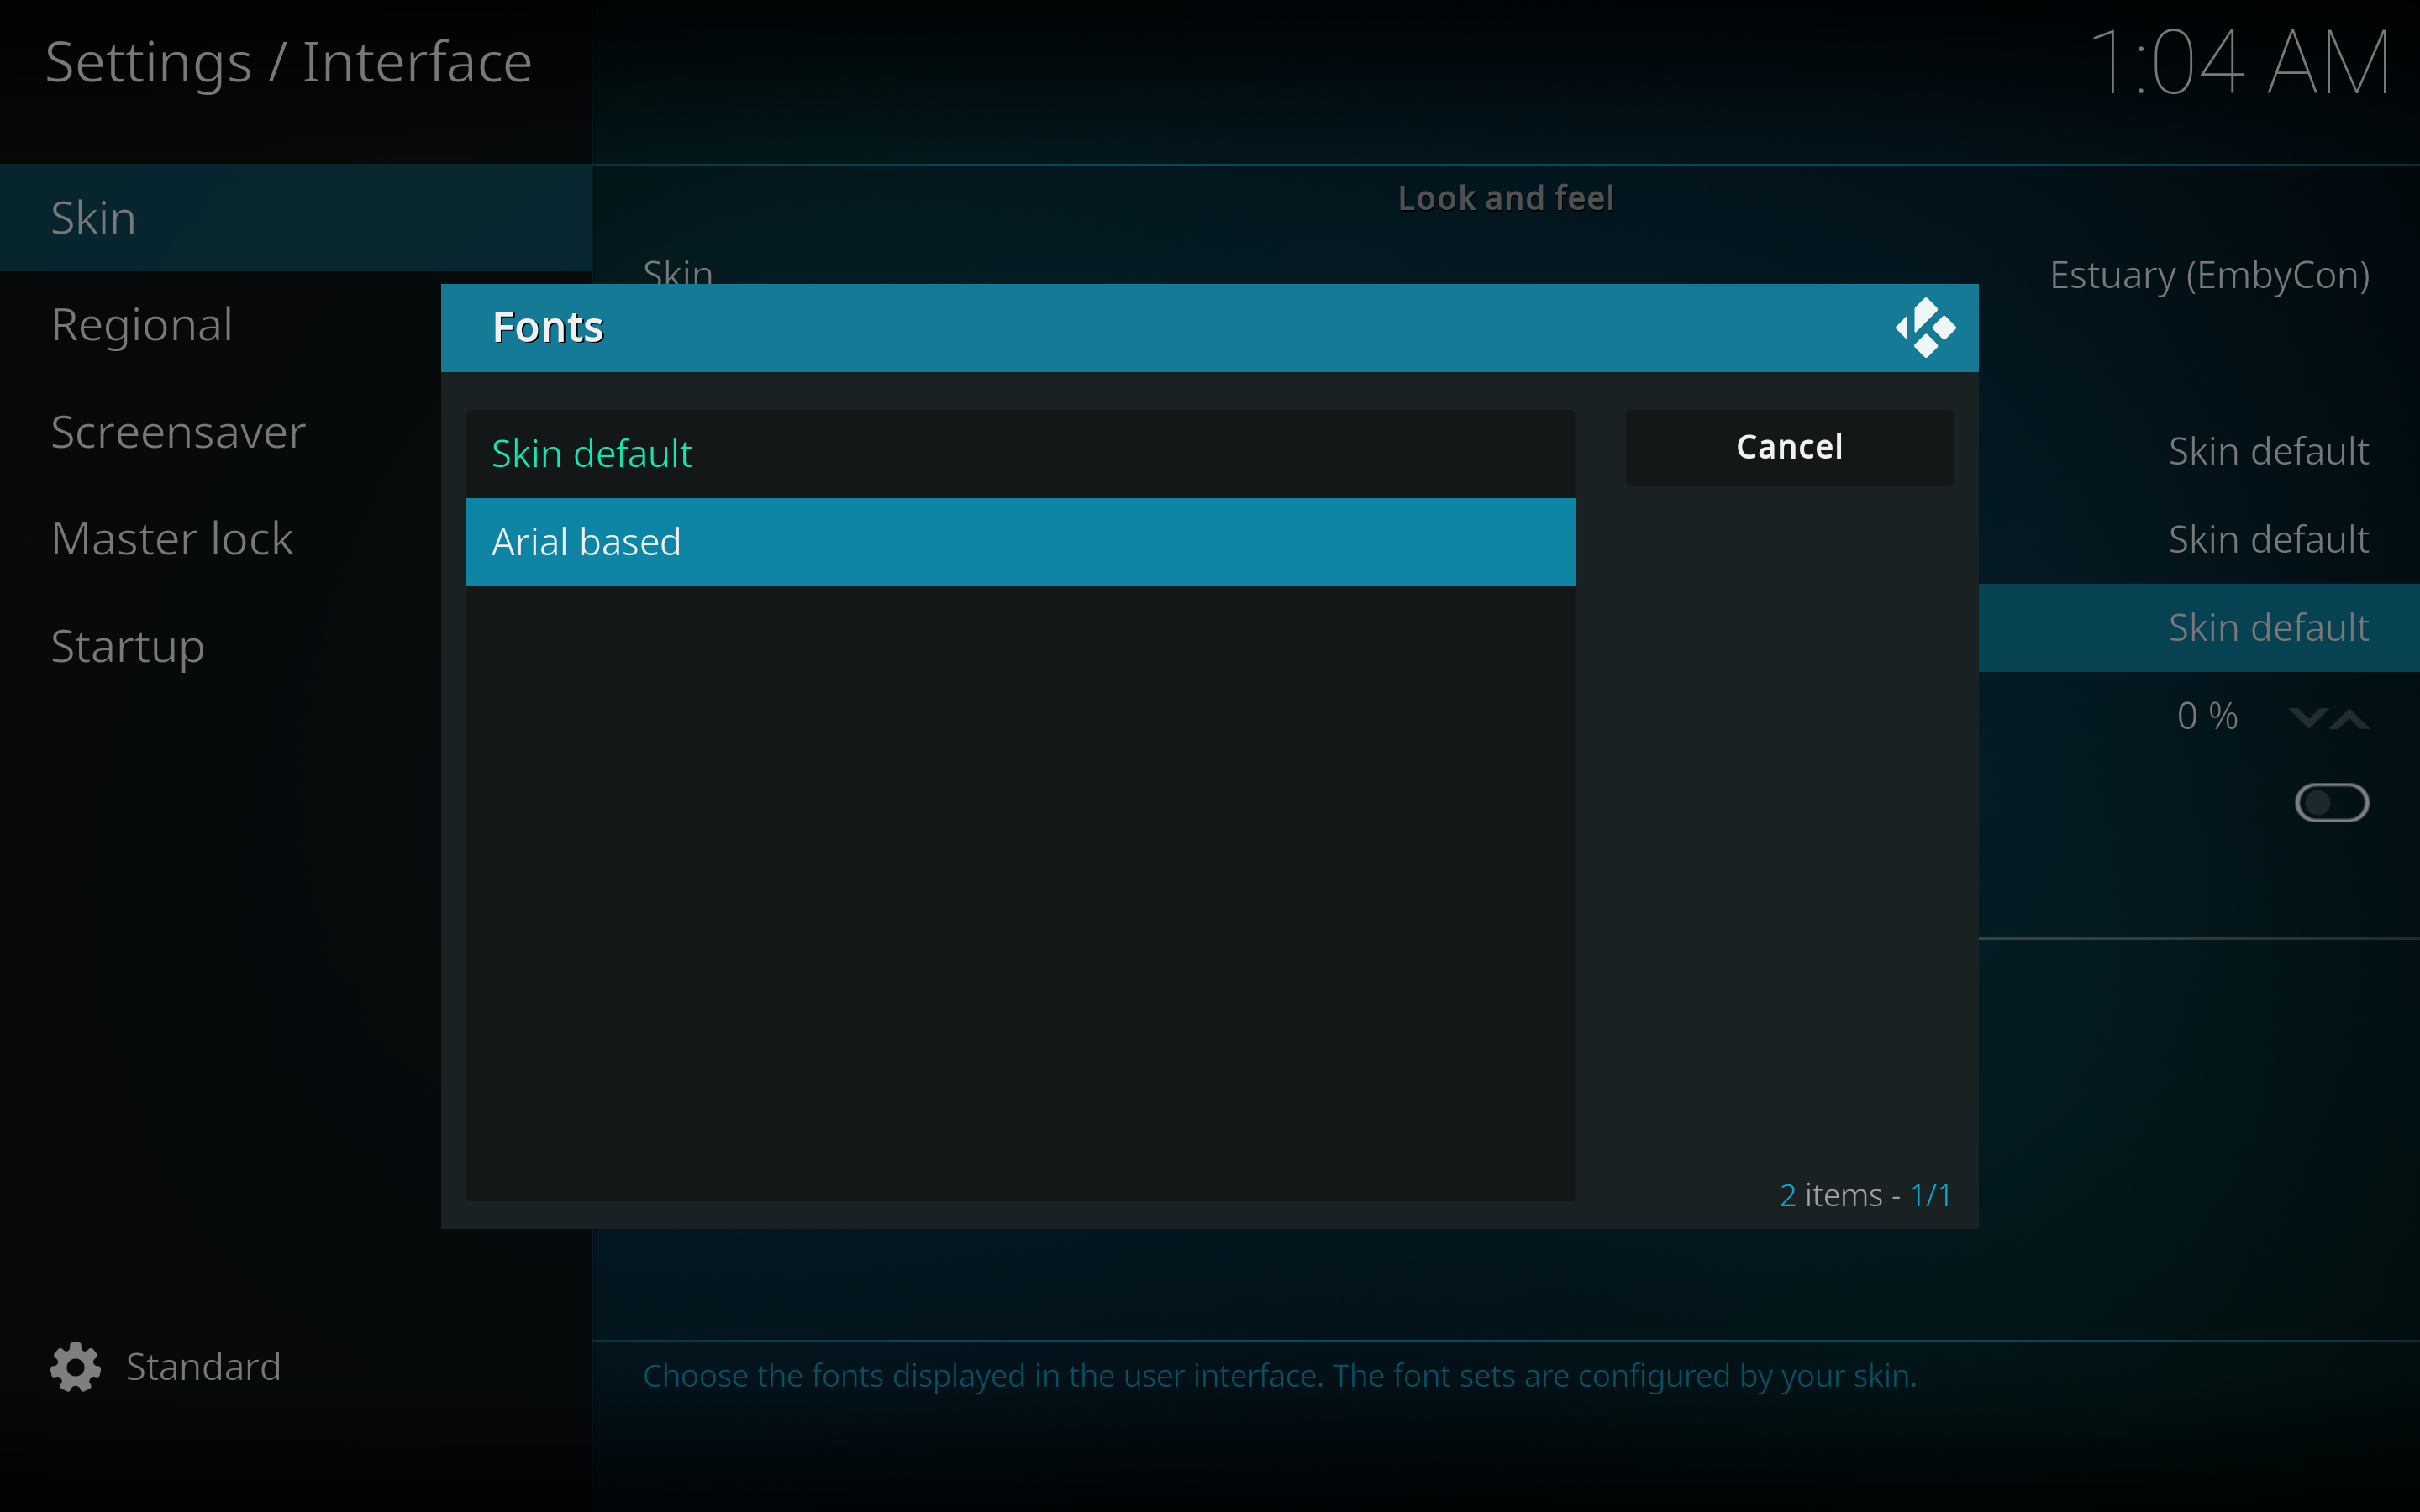 Settings / Interface
1:04 AM
Skin
Regional
Screensaver
Master lock
Startup
Standard
Look and feel
Skin
Estuary (EmbyCon)
Skin default
Skin default
Skin default
0 %
Fonts
Skin default
Arial based
Cancel
2 items - 1/1
Choose the fonts displayed in the user interface. The font sets are configured by your skin.